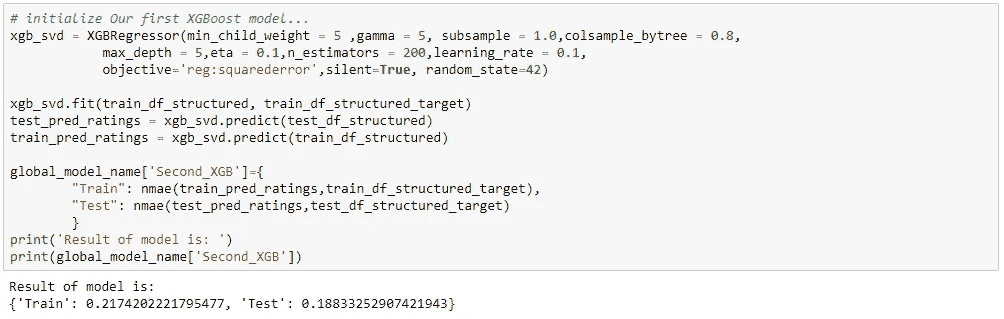 # initialize Our first XGBoost model...
xgb_svd = XGBRegressor(min_child_weight = 5 ,gamma = 5, subsample = 1.0,colsample_bytree = 0.8,
            max_depth = 5,eta = 0.1,n_estimators = 200,learning_rate = 0.1,
            objective='reg:squarederror',silent=True, random_state=42)
xgb_svd.fit(train_df_structured, train_df_structured_target)
test_pred_ratings = xgb_svd.predict(test_df_structured)
train_pred_ratings = xgb_svd.predict(train_df_structured)
global_model_name['Second_XGB']={
        "Train": nmae(train_pred_ratings,train_df_structured_target),
        "Test": nmae(test_pred_ratings,test_df_structured_target)
        }
print('Result of model is: ')
print(global_model_name['Second_XGB'])
Result of model is:
{'Train': 0.2174202221795477, 'Test': 0.18833252907421943}